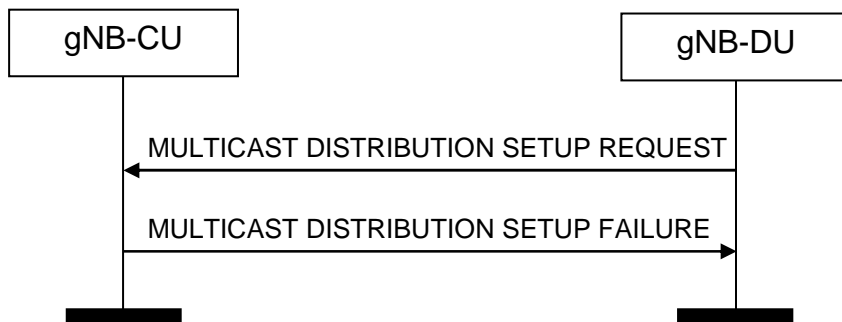 gNB-CU
gNB-DU
MULTICAST DISTRIBUTION SETUP REQUEST
MULTICAST DISTRIBUTION SETUP FAILURE